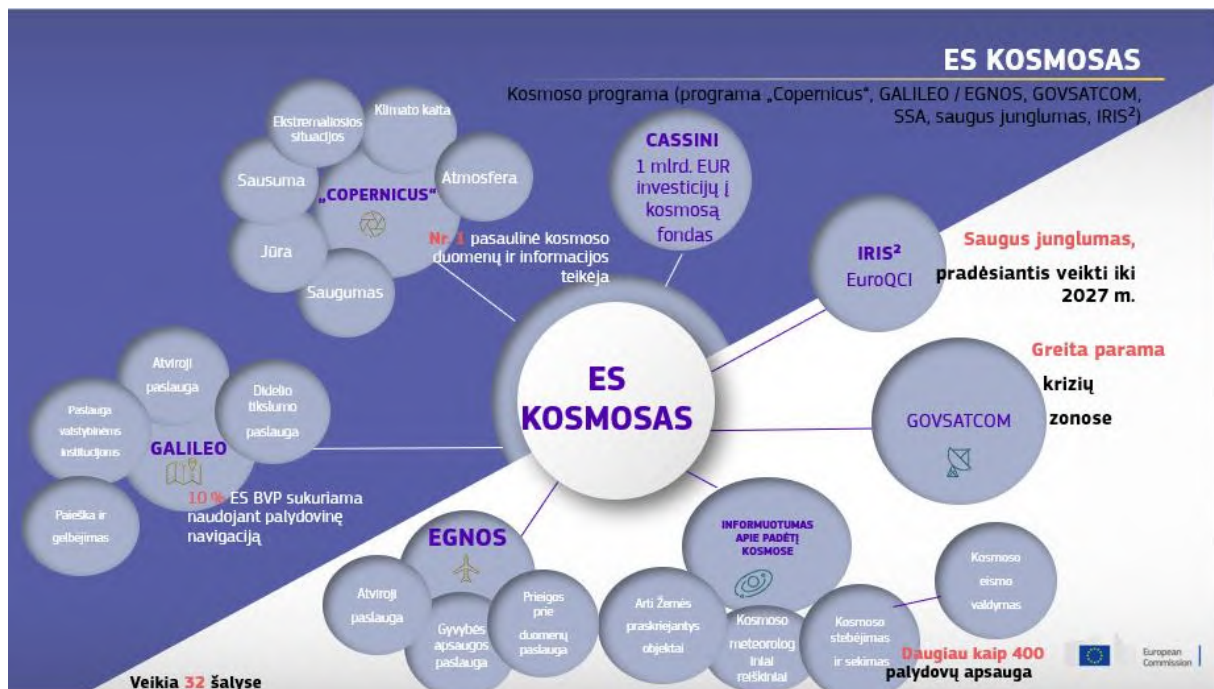 ES KOSMOSAS
Kosmoso programa (programa „Copernicus“, GALILEO / EGNOS, GOVSATCOM,
SSA, saugus junglumas, IRIS²)
Ekstremaliosios
situacijos
Klimato kaita
Sausuma
„COPERNICUS“
Atmosfera
Jūra
Saugumas
Nr. 1 pasaulinė kosmoso
duomenų ir informacijos
teikėja
CASSINI
1 mlrd. EUR
investicijų į
kosmosą
fondas
IRIS²
EuroQCI
Saugus junglumas,
pradėsiantis veikti iki
2027 m.
Greita parama
krizių
zonose
GOVSATCOM
ES
KOSMOSAS
Atviroji
paslauga
Didelio
tikslumo
paslauga
Paslauga
valstybinėms
institucijoms
GALILEO
Paieška ir
gelbėjimas
10 % ES BVP sukuriama
naudojant palydovinę
navigaciją
EGNOS
Atviroji
paslauga
Gyvybės
apsaugos
paslauga
Prieigos
prie
duomenų
paslauga
Veikia 32 šalyse
INFORMUOTUMAS
APIE PADĖTĮ
KOSMOSE
Arti Žemės
praskriejantys
objektai
Kosmoso
meteorolog
iniai
reiškiniai
Kosmoso
stebėjimas
ir sekimas
Kosmoso
eismo
valdymas
Daugiau kaip 400
palydovų apsauga
European
Commission